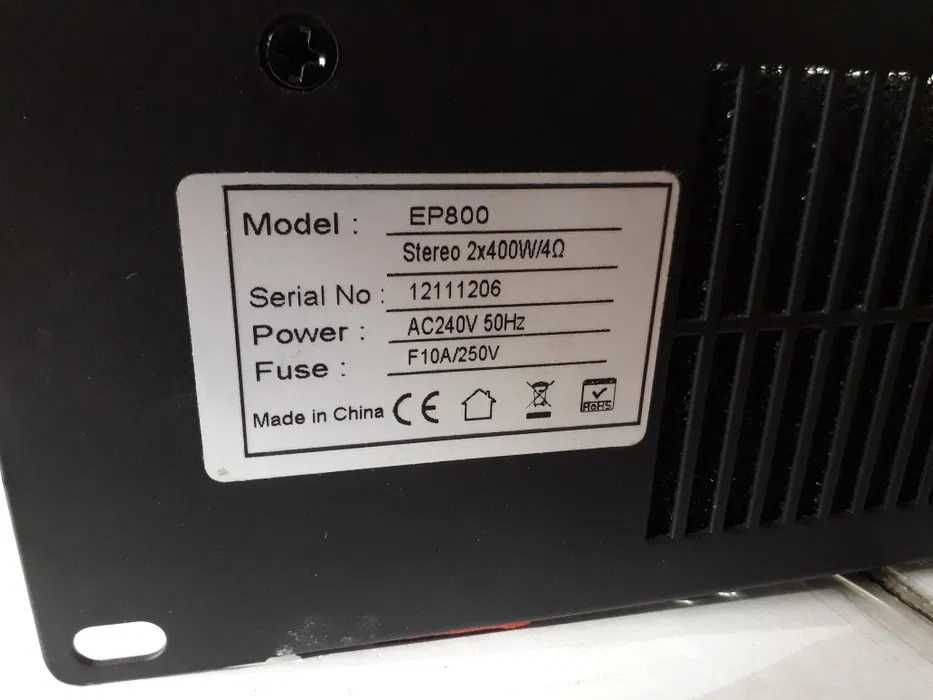 Model : EP800
Stereo 2x400W/4Ω
Serial No : 12111206
Power : AC240V 50Hz
Fuse : F10A/250V
Made in China CE RoHS